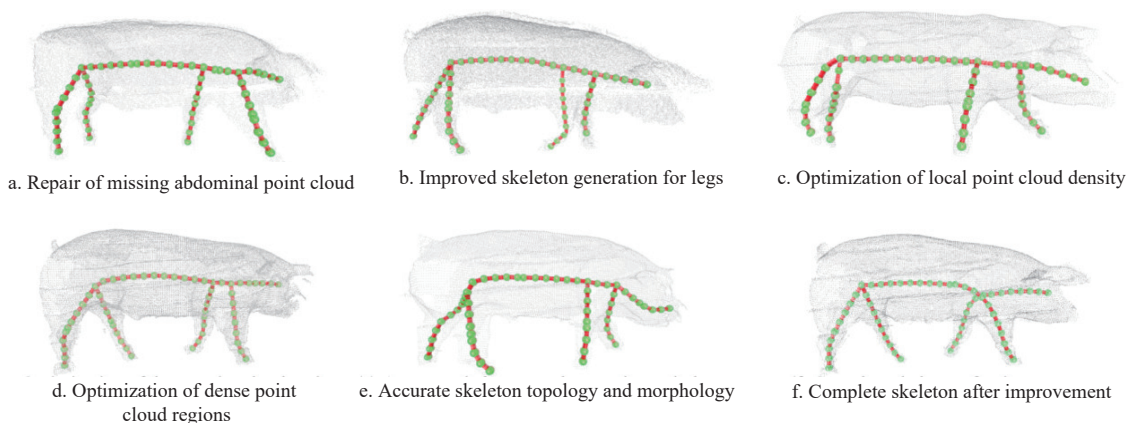 a. Repair of missing abdominal point cloud
b. Improved skeleton generation for legs
c. Optimization of local point cloud density
d. Optimization of dense point
cloud regions
e. Accurate skeleton topology and morphology
f. Complete skeleton after improvement